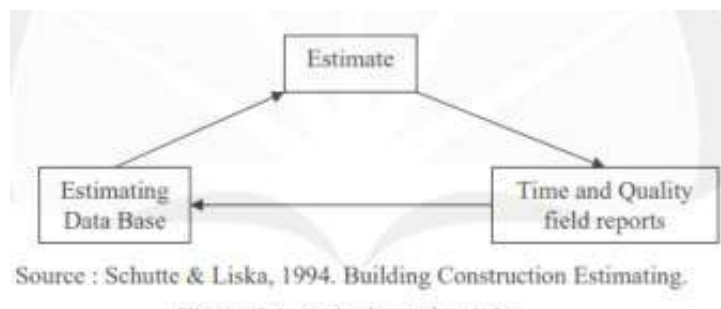 Estimate
Estimating
Data Base
Time and Quality
field reports
Source : Schutte & Liska, 1994. Building Construction Estimating.